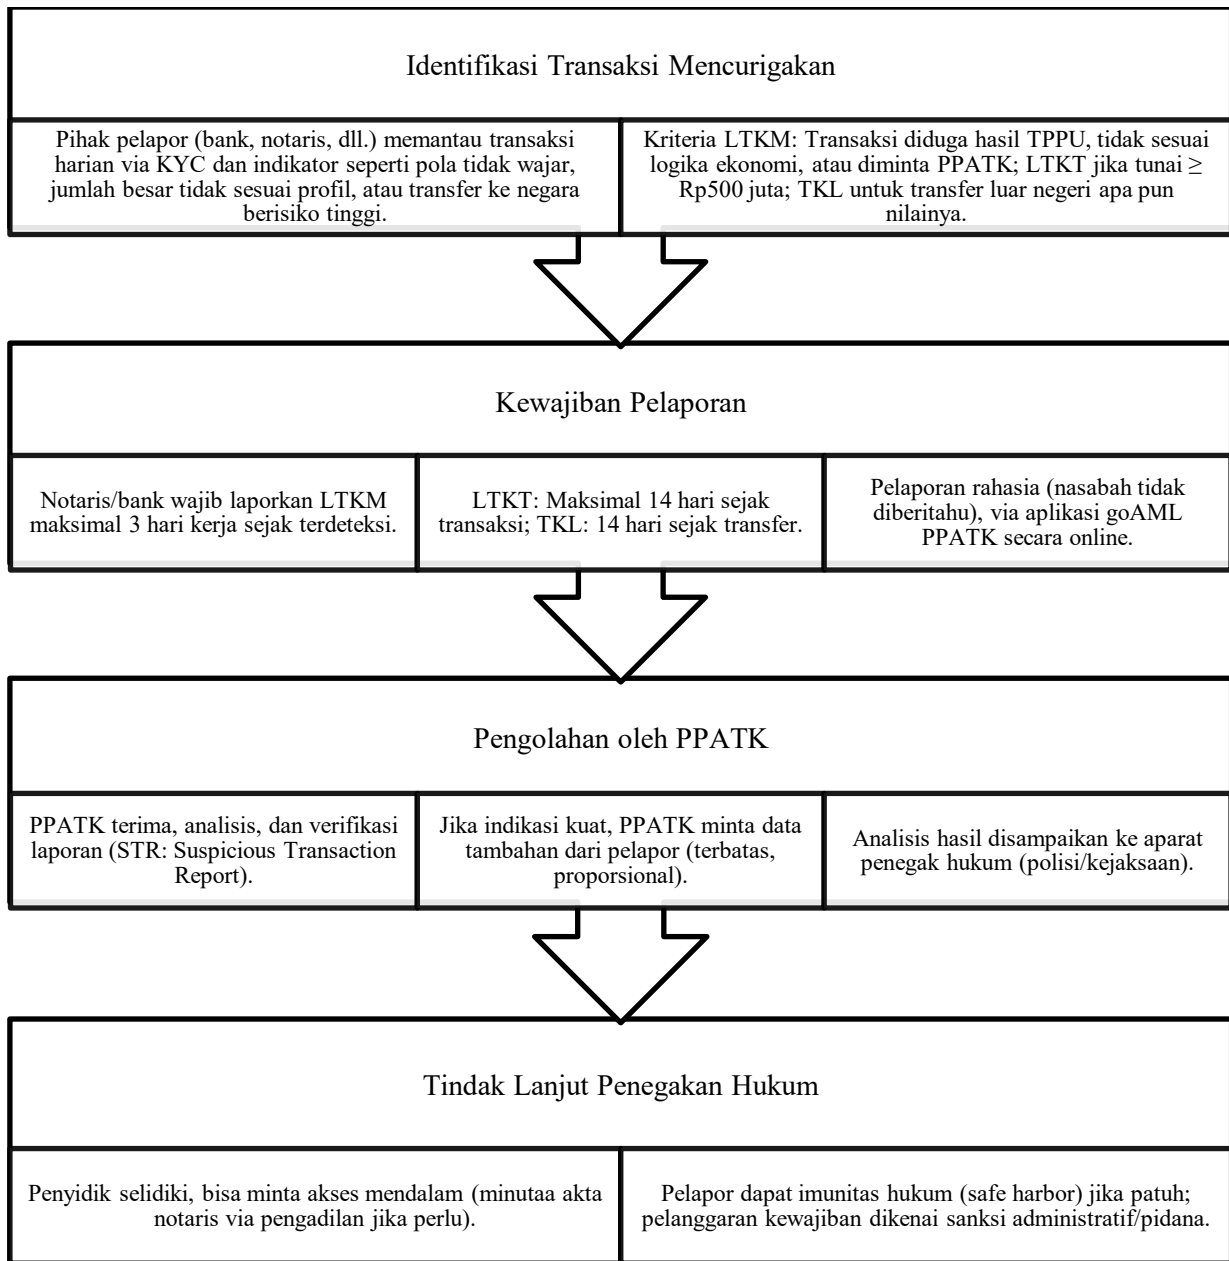 Identifikasi Transaksi Mencurigakan
Pihak pelapor (bank, notaris, dll.) memantau transaksi
harian via KYC dan indikator seperti pola tidak wajar,
jumlah besar tidak sesuai profil, atau transfer ke negara
berisiko tinggi.
Kriteria LTKM: Transaksi diduga hasil TPPU, tidak sesuai
logika ekonomi, atau diminta PPATK; LTKT jika tunai ≥
Rp500 juta; TKL untuk transfer luar negeri apa pun
nilainya.
Kewajiban Pelaporan
Notaris/bank wajib laporkan LTKM
maksimal 3 hari kerja sejak terdeteksi.
LTKT: Maksimal 14 hari sejak
transaksi; TKL: 14 hari sejak transfer.
Pelaporan rahasia (nasabah tidak
diberitahu), via aplikasi goAML
PPATK secara online.
Pengolahan oleh PPATK
PPATK terima, analisis, dan verifikasi
laporan (STR: Suspicious Transaction
Report).
Jika indikasi kuat, PPATK minta data
tambahan dari pelapor (terbatas,
proporsional).
Analisis hasil disampaikan ke aparat
penegak hukum (polisi/kejaksaan).
Tindak Lanjut Penegakan Hukum
Penyidik selidiki, bisa minta akses mendalam (minutaa akta
notaris via pengadilan jika perlu).
Pelapor dapat imunitas hukum (safe harbor) jika patuh;
pelanggaran kewajiban dikenai sanksi administratif/pidana.